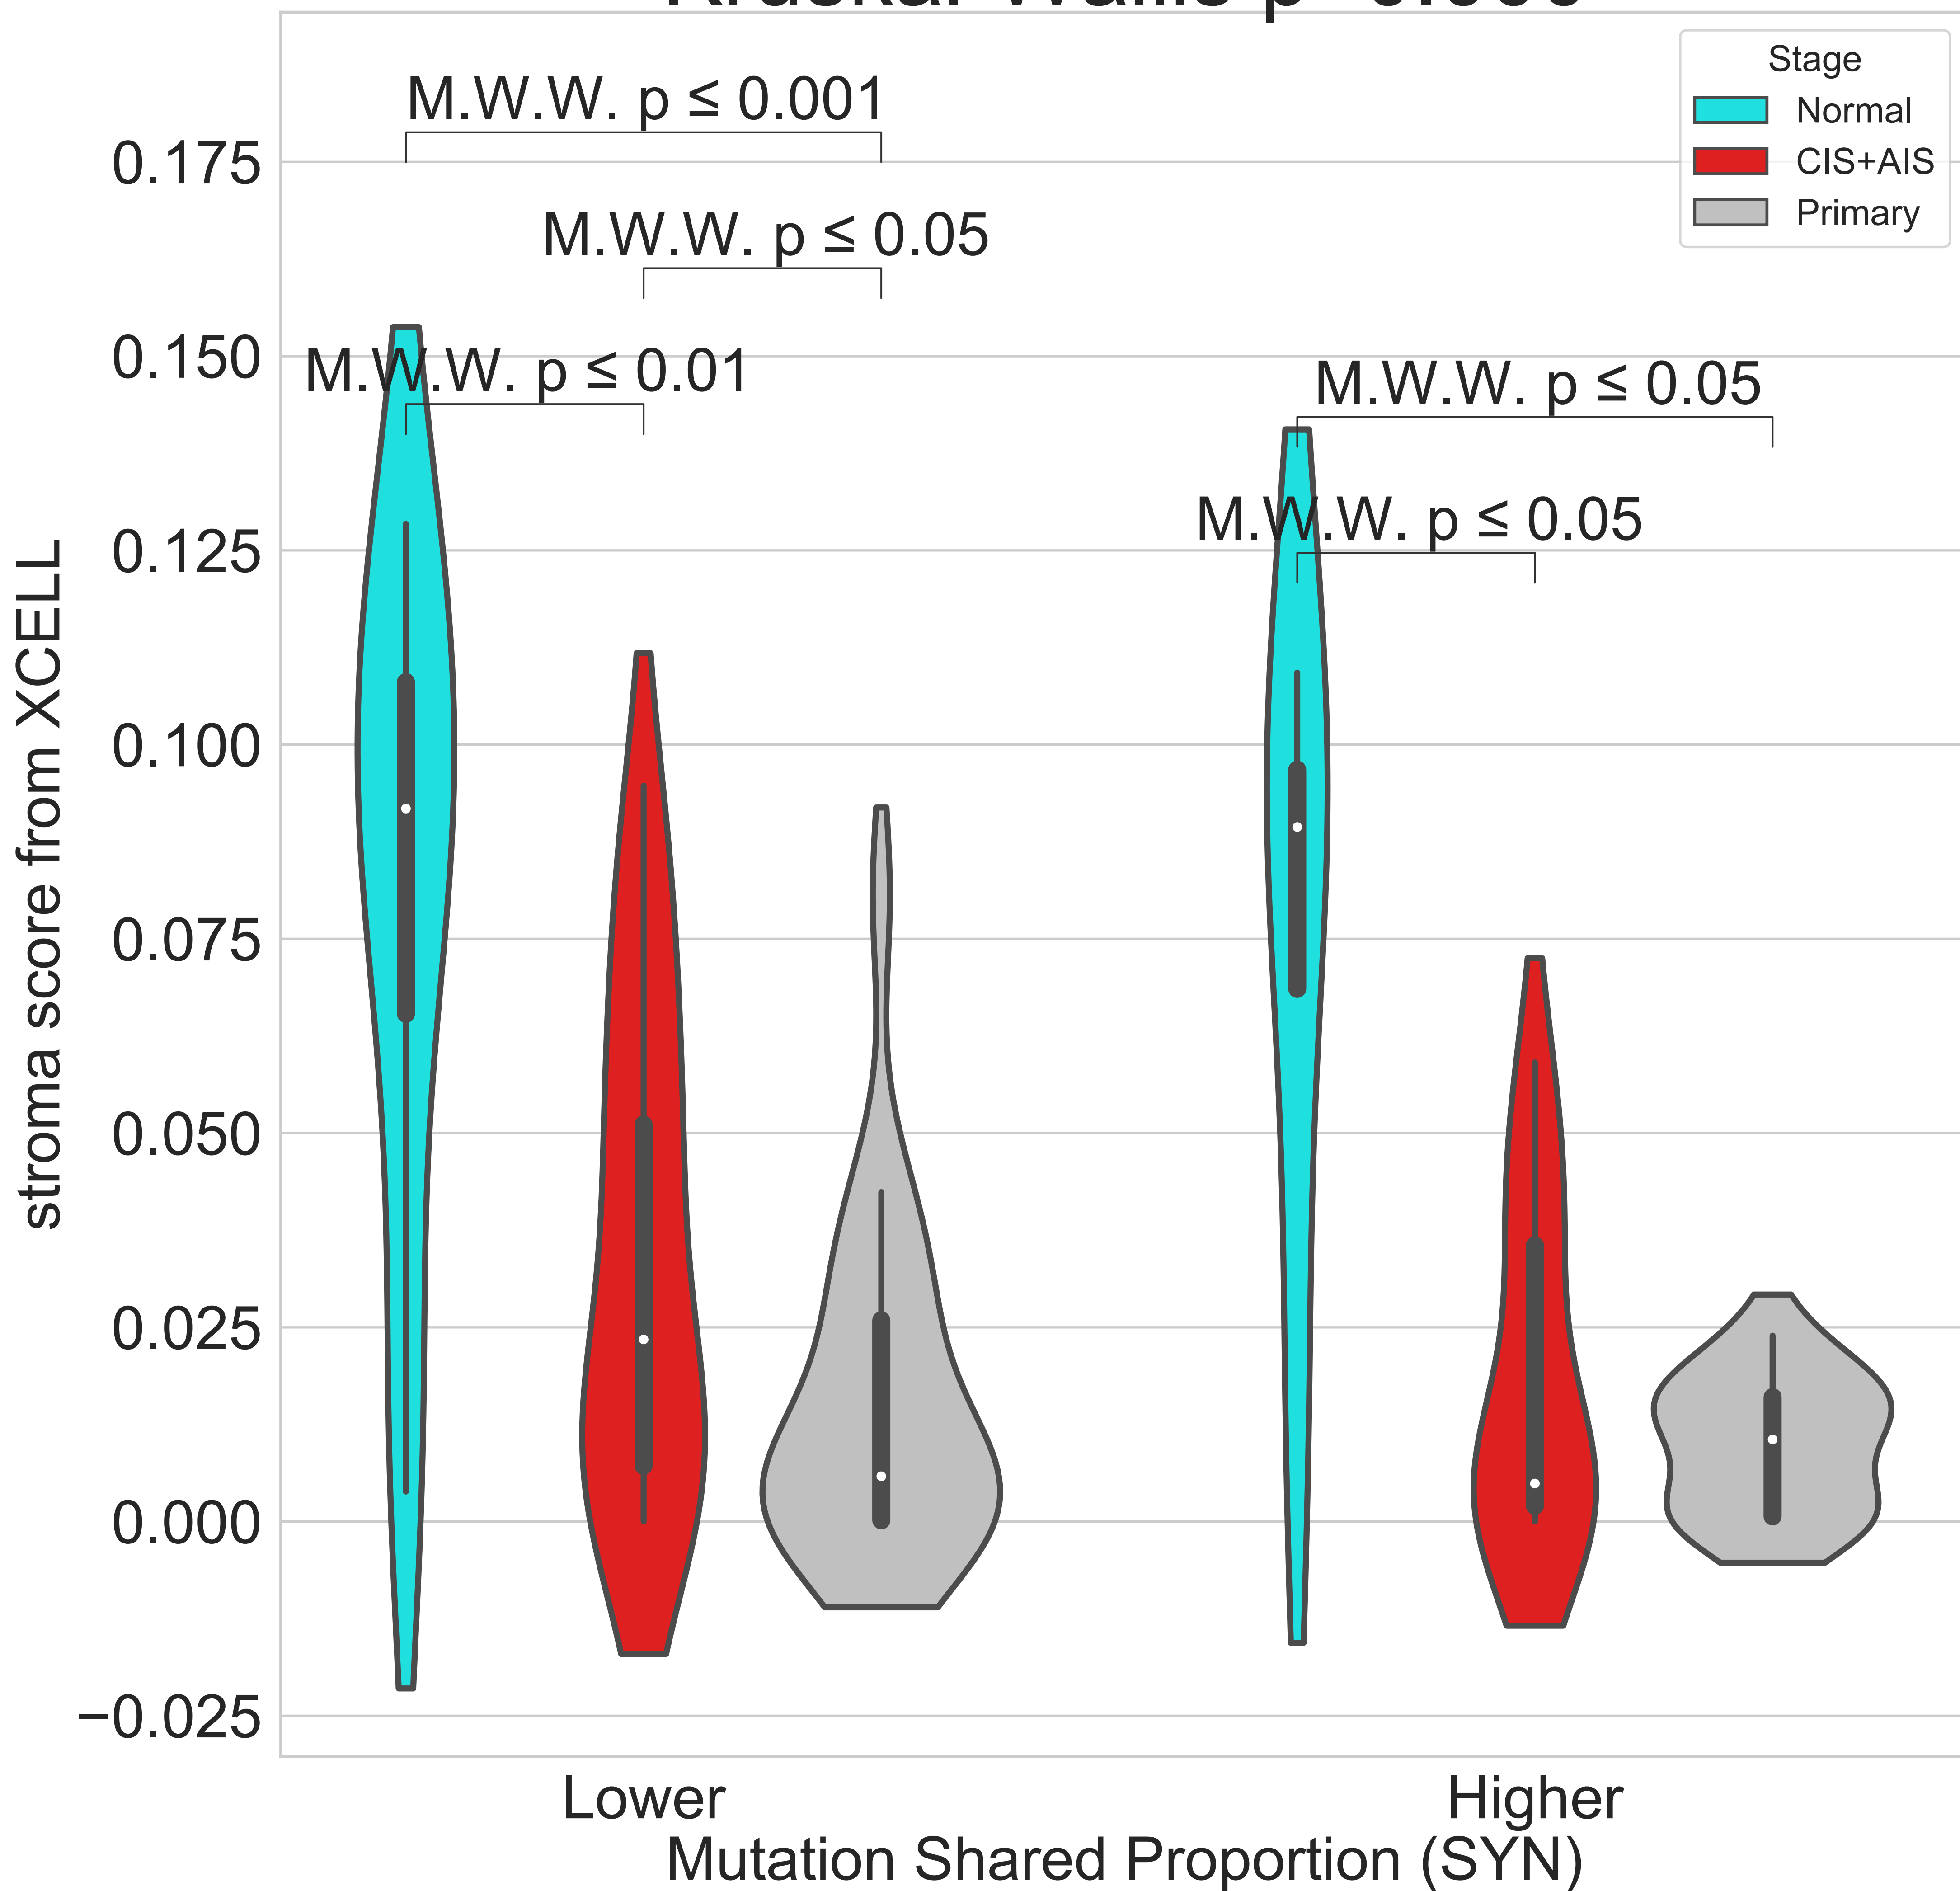 M.W.W. p ≤ 0.001
M.W.W. p ≤ 0.05
M.W.W. p ≤ 0.01
M.W.W. p ≤ 0.05
M.W.W. p ≤ 0.05
Stage
Normal
CIS+AIS
Primary
stroma score from XCELL
0.175
0.150
0.125
0.100
0.075
0.050
0.025
0.000
−0.025
Lower
Higher
Mutation Shared Proportion (SYN)